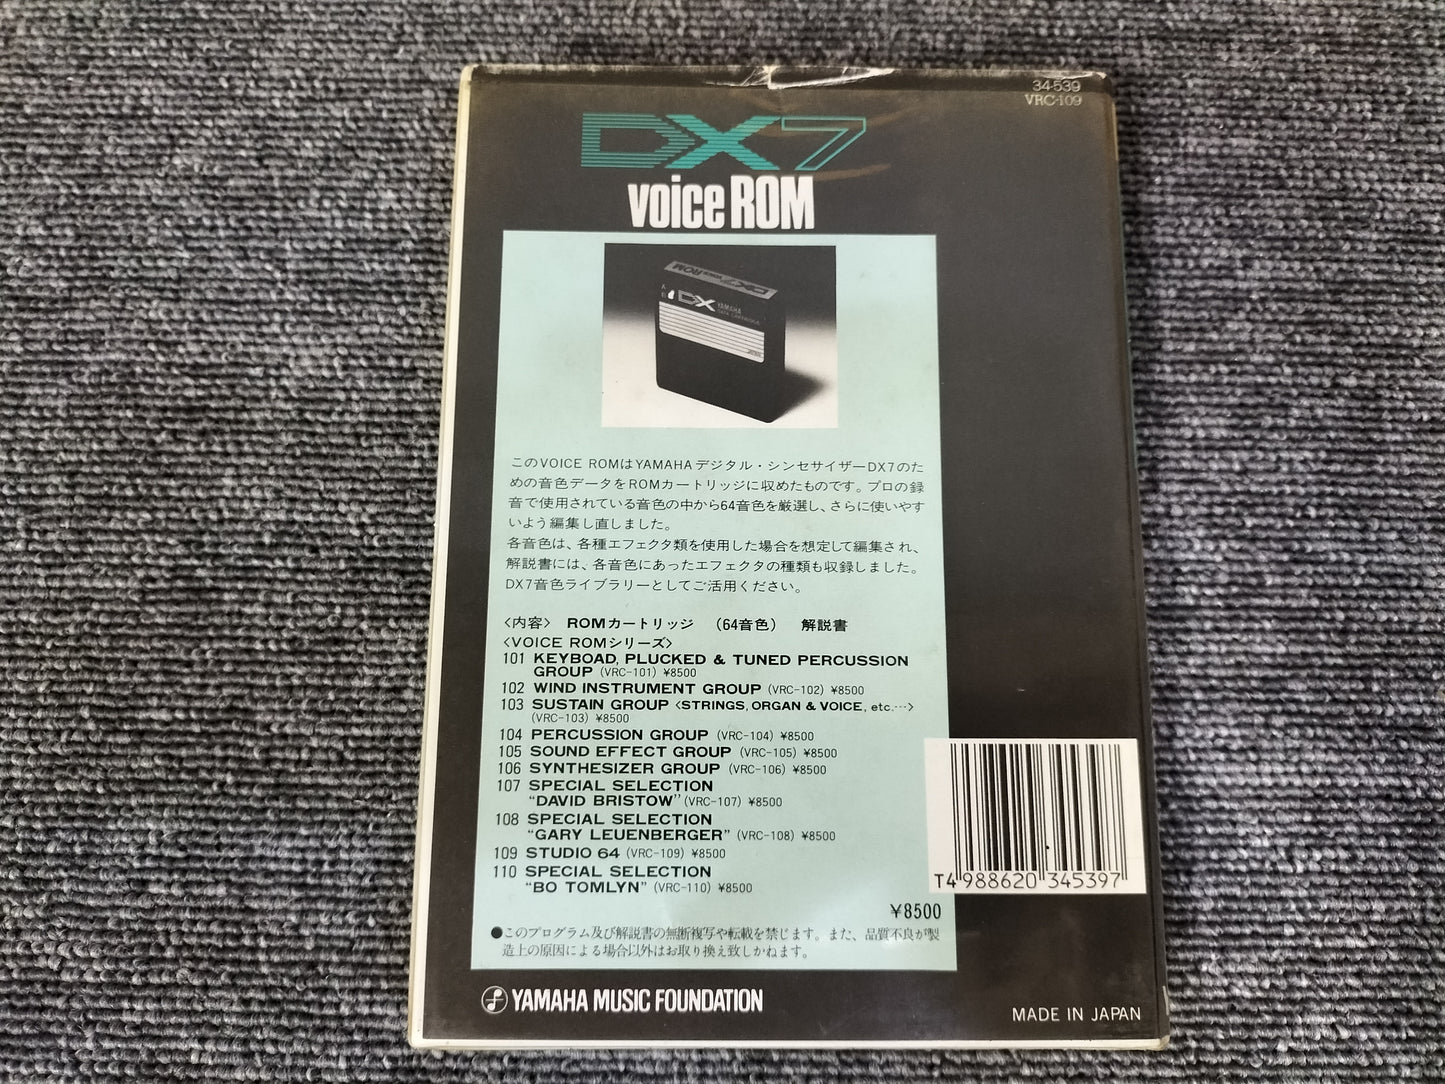 34-539
VRC-109
DX7
voice ROM
DX YAMAHA
このVOICE ROMはYAMAHAデジタル・シンセサイザーDX7のた
めの音色データをROMカートリッジに収めたものです。プロの録
音で使用されている音色の中から64音色を厳選し、さらに使いやす
いよう編集し直しました。
各音色は、各種エフェクタ類を使用した場合を想定して編集され、
解説書には、各音色にあったエフェクタの種類も収録しました。
DX7音色ライブラリーとしてご活用ください。
〈内容〉 ROMカートリッジ （64音色） 解説書
〈VOICE ROMシリーズ〉
101 KEYBOAD, PLUCKED & TUNED PERCUSSION
GROUP (VRC-101) ¥8500
102 WIND INSTRUMENT GROUP (VRC-102) ¥8500
103 SUSTAIN GROUP <STRINGS, ORGAN & VOICE, etc.…>
(VRC-103) ¥8500
104 PERCUSSION GROUP (VRC-104) ¥8500
105 SOUND EFFECT GROUP (VRC-105) ¥8500
106 SYNTHESIZER GROUP (VRC-106) ¥8500
107 SPECIAL SELECTION
“DAVID BRISTOW” (VRC-107) ¥8500
108 SPECIAL SELECTION
“GARY LEUENBERGER” (VRC-108) ¥8500
109 STUDIO 64 (VRC-109) ¥8500
110 SPECIAL SELECTION
“BO TOMLYN” (VRC-110) ¥8500
T4 988620 345397
¥8500
●このプログラム及び解説書の無断複写や転載を禁じます。また、品質不良が製
造上の原因による場合以外はお取り換え致しかねます。
YAMAHA MUSIC FOUNDATION
MADE IN JAPAN